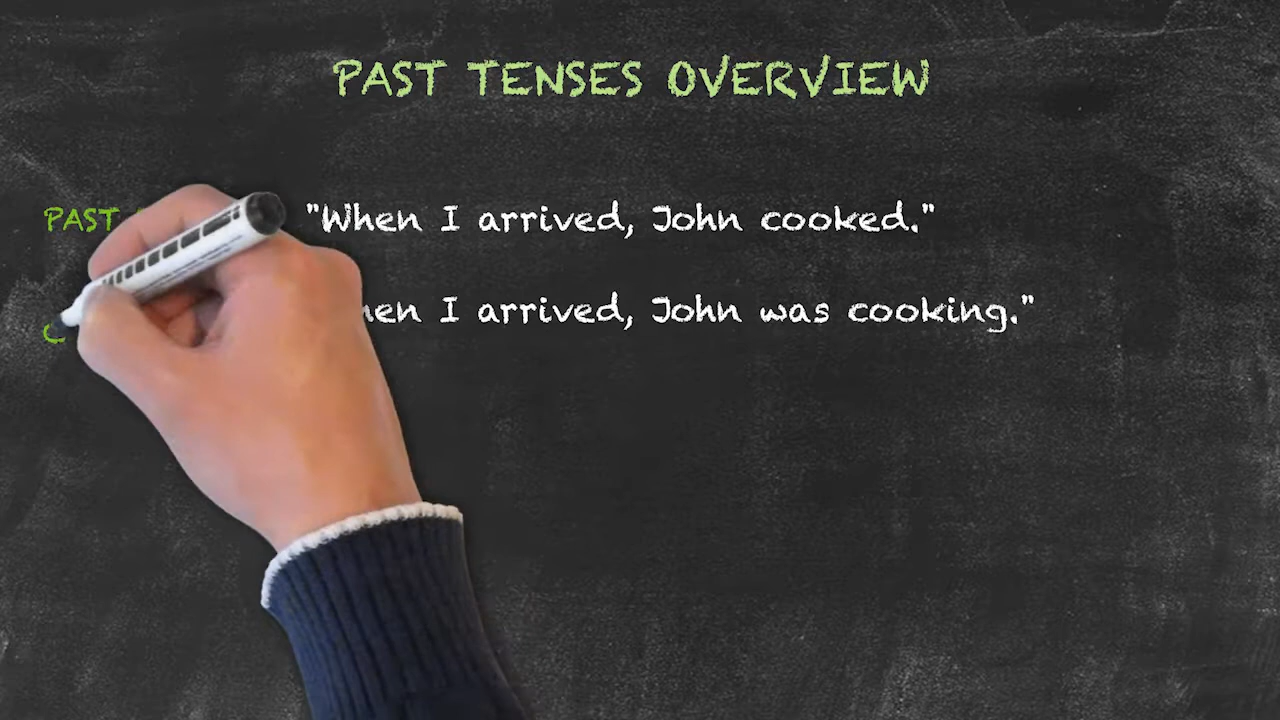 PAST TENSES OVERVIEW
PAST "When I arrived, John cooked."
I arrived, John was cooking."